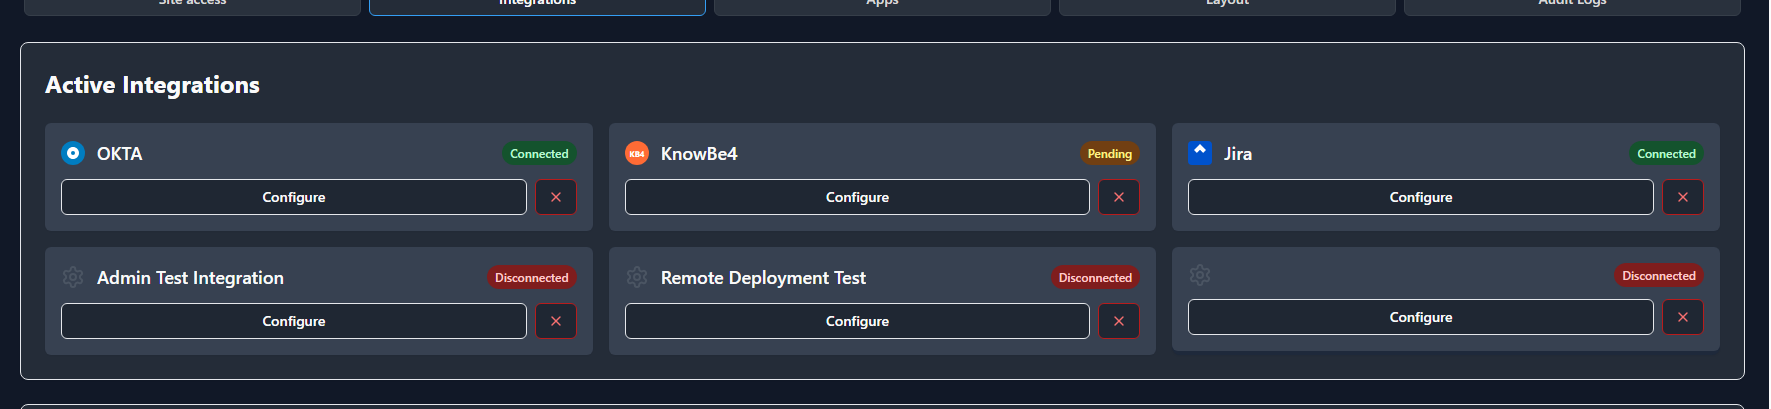 Site access
Integrations
Apps
Layout
Audit Logs
Active Integrations
OKTA
Connected
Configure
KB4
KnowBe4
Pending
Configure
Jira
Connected
Configure
Admin Test Integration
Disconnected
Configure
Remote Deployment Test
Disconnected
Configure
Disconnected
Configure